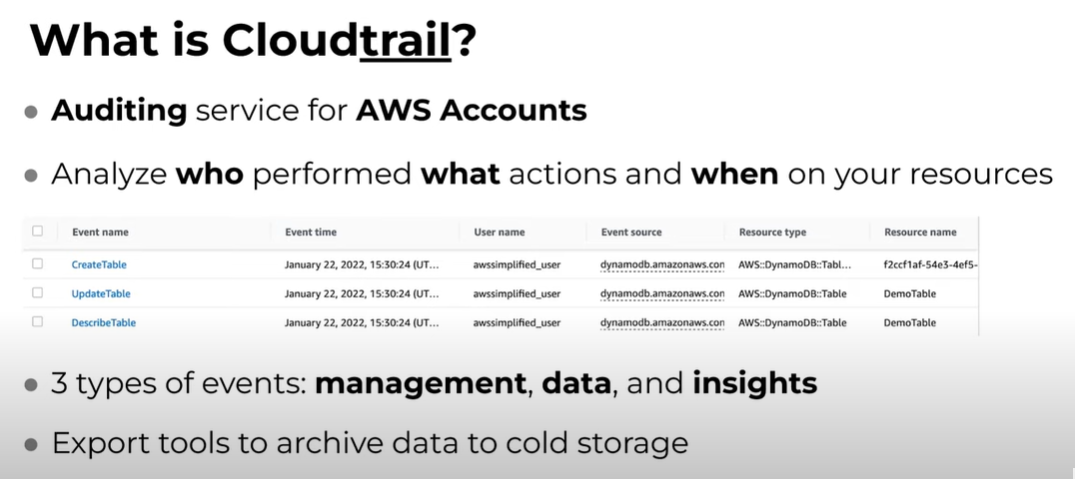 What is Cloudtrail?
Auditing service for AWS Accounts
Analyze who performed what actions and when on your resources
Event name Event time User name Event source Resource type Resource name
CreateTable January 22, 2022, 15:30:24 (UT... awssimplified_user dynamodb.amazonaws.con AWS::DynamoDB::Tabl... f2ccf1af-54e3-4ef5-
UpdateTable January 22, 2022, 15:30:24 (UT... awssimplified_user dynamodb.amazonaws.con AWS::DynamoDB::Table DemoTable
DescribeTable January 22, 2022, 15:30:24 (UT... awssimplified_user dynamodb.amazonaws.con AWS::DynamoDB::Table DemoTable
3 types of events: management, data, and insights
Export tools to archive data to cold storage